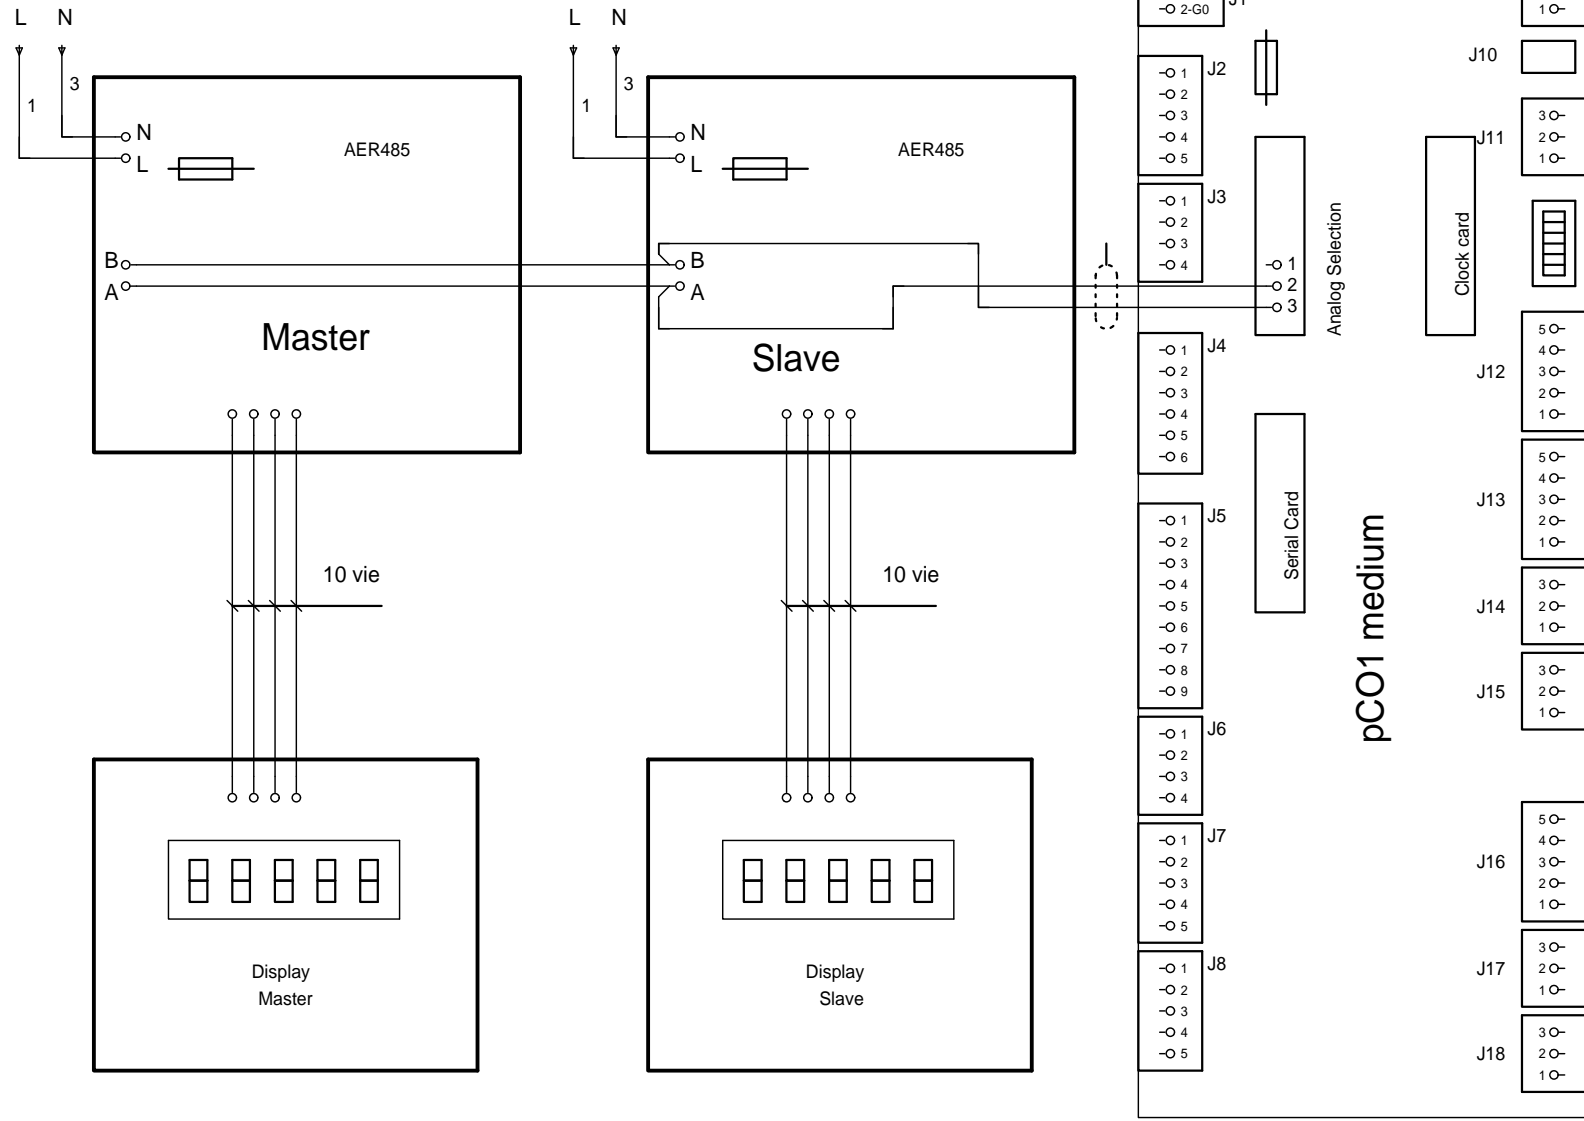 L N
1
3
N
L
AER485
B
A
Master
10 vie
Display
Master
L N
1
3
N
L
AER485
B
A
Slave
10 vie
Display
Slave
2-G0
J2
1
2
3
4
5
J3
1
2
3
4
J4
1
2
3
4
5
6
J5
1
2
3
4
5
6
7
8
9
J6
1
2
3
4
J7
1
2
3
4
5
J8
1
2
3
4
5
1
2
3
Analog Selection
Serial Card
Clock card
pCO1 medium
1
J10
J11
3
2
1
J12
5
4
3
2
1
J13
5
4
3
2
1
J14
3
2
1
J15
3
2
1
J16
5
4
3
2
1
J17
3
2
1
J18
3
2
1